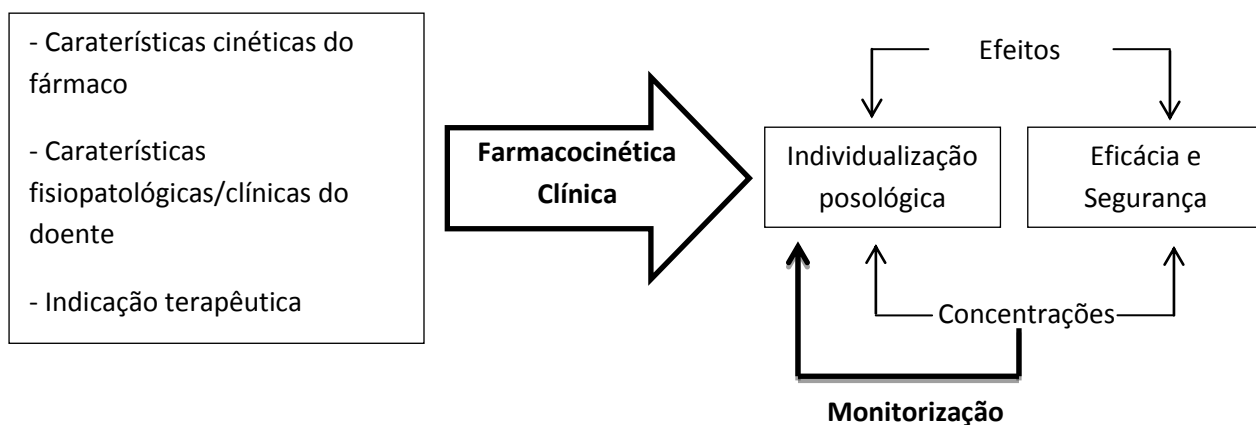 - Caraterísticas cinéticas do
fármaco
- Caraterísticas
fisiopatológicas/clínicas do
doente
- Indicação terapêutica
Farmacocinética
Clínica
Efeitos
Individualização
posológica
Eficácia e
Segurança
Concentrações
Monitorização